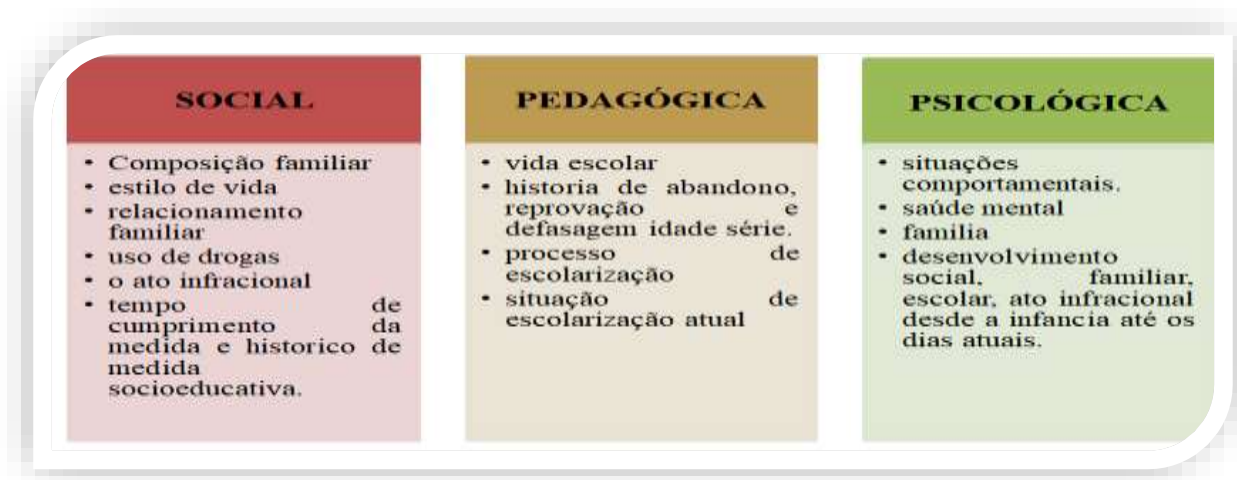 SOCIAL
• Composição familiar
• estilo de vida
• relacionamento
familiar
• uso de drogas
• o ato infracional
• tempo de
cumprimento da
medida e historico de
medida
socioeducativa.
PEDAGÓGICA
• vida escolar
• historia de abandono,
reprovação e
defasagem idade série.
• processo de
escolarização
• situação de
escolarização atual
PSICOLÓGICA
• situações
comportamentais.
• saúde mental
• familia
• desenvolvimento
social, familiar,
escolar, ato infracional
desde a infancia até os
dias atuais.